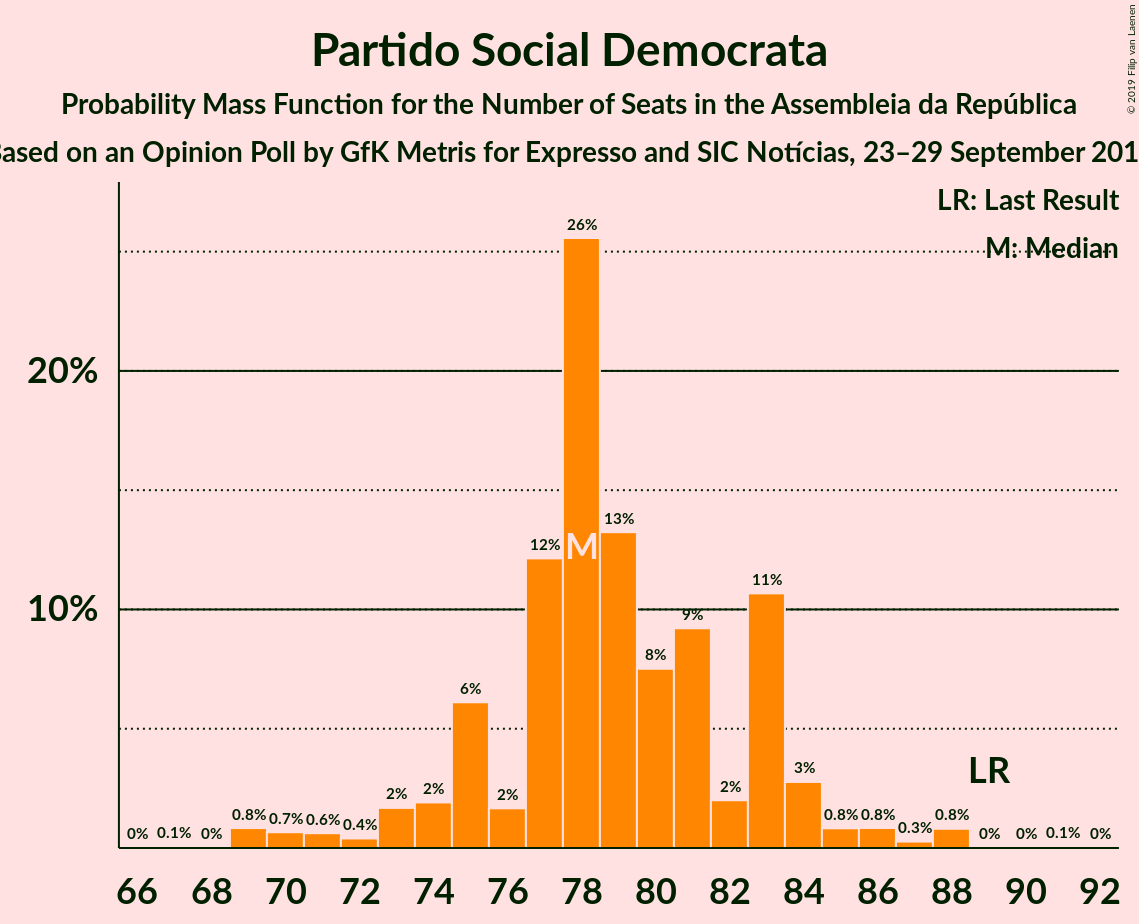 Partido Social Democrata
Probability Mass Function for the Number of Seats in the Assembleia da República
Based on an Opinion Poll by GfK Metris for Expresso and SIC Notícias, 23–29 September 201
© 2019 Filip van Laenen
LR: Last Result
M: Median
20%
10%
0% 0.1% 0% 0.8% 0.7% 0.6% 0.4% 2% 2% 6% 2% 12% 26% 13% 8% 9% 2% 11% 3% 0.8% 0.8% 0.3% 0.8% 0% 0% 0.1% 0%
M
LR
66 68 70 72 74 76 78 80 82 84 86 88 90 92